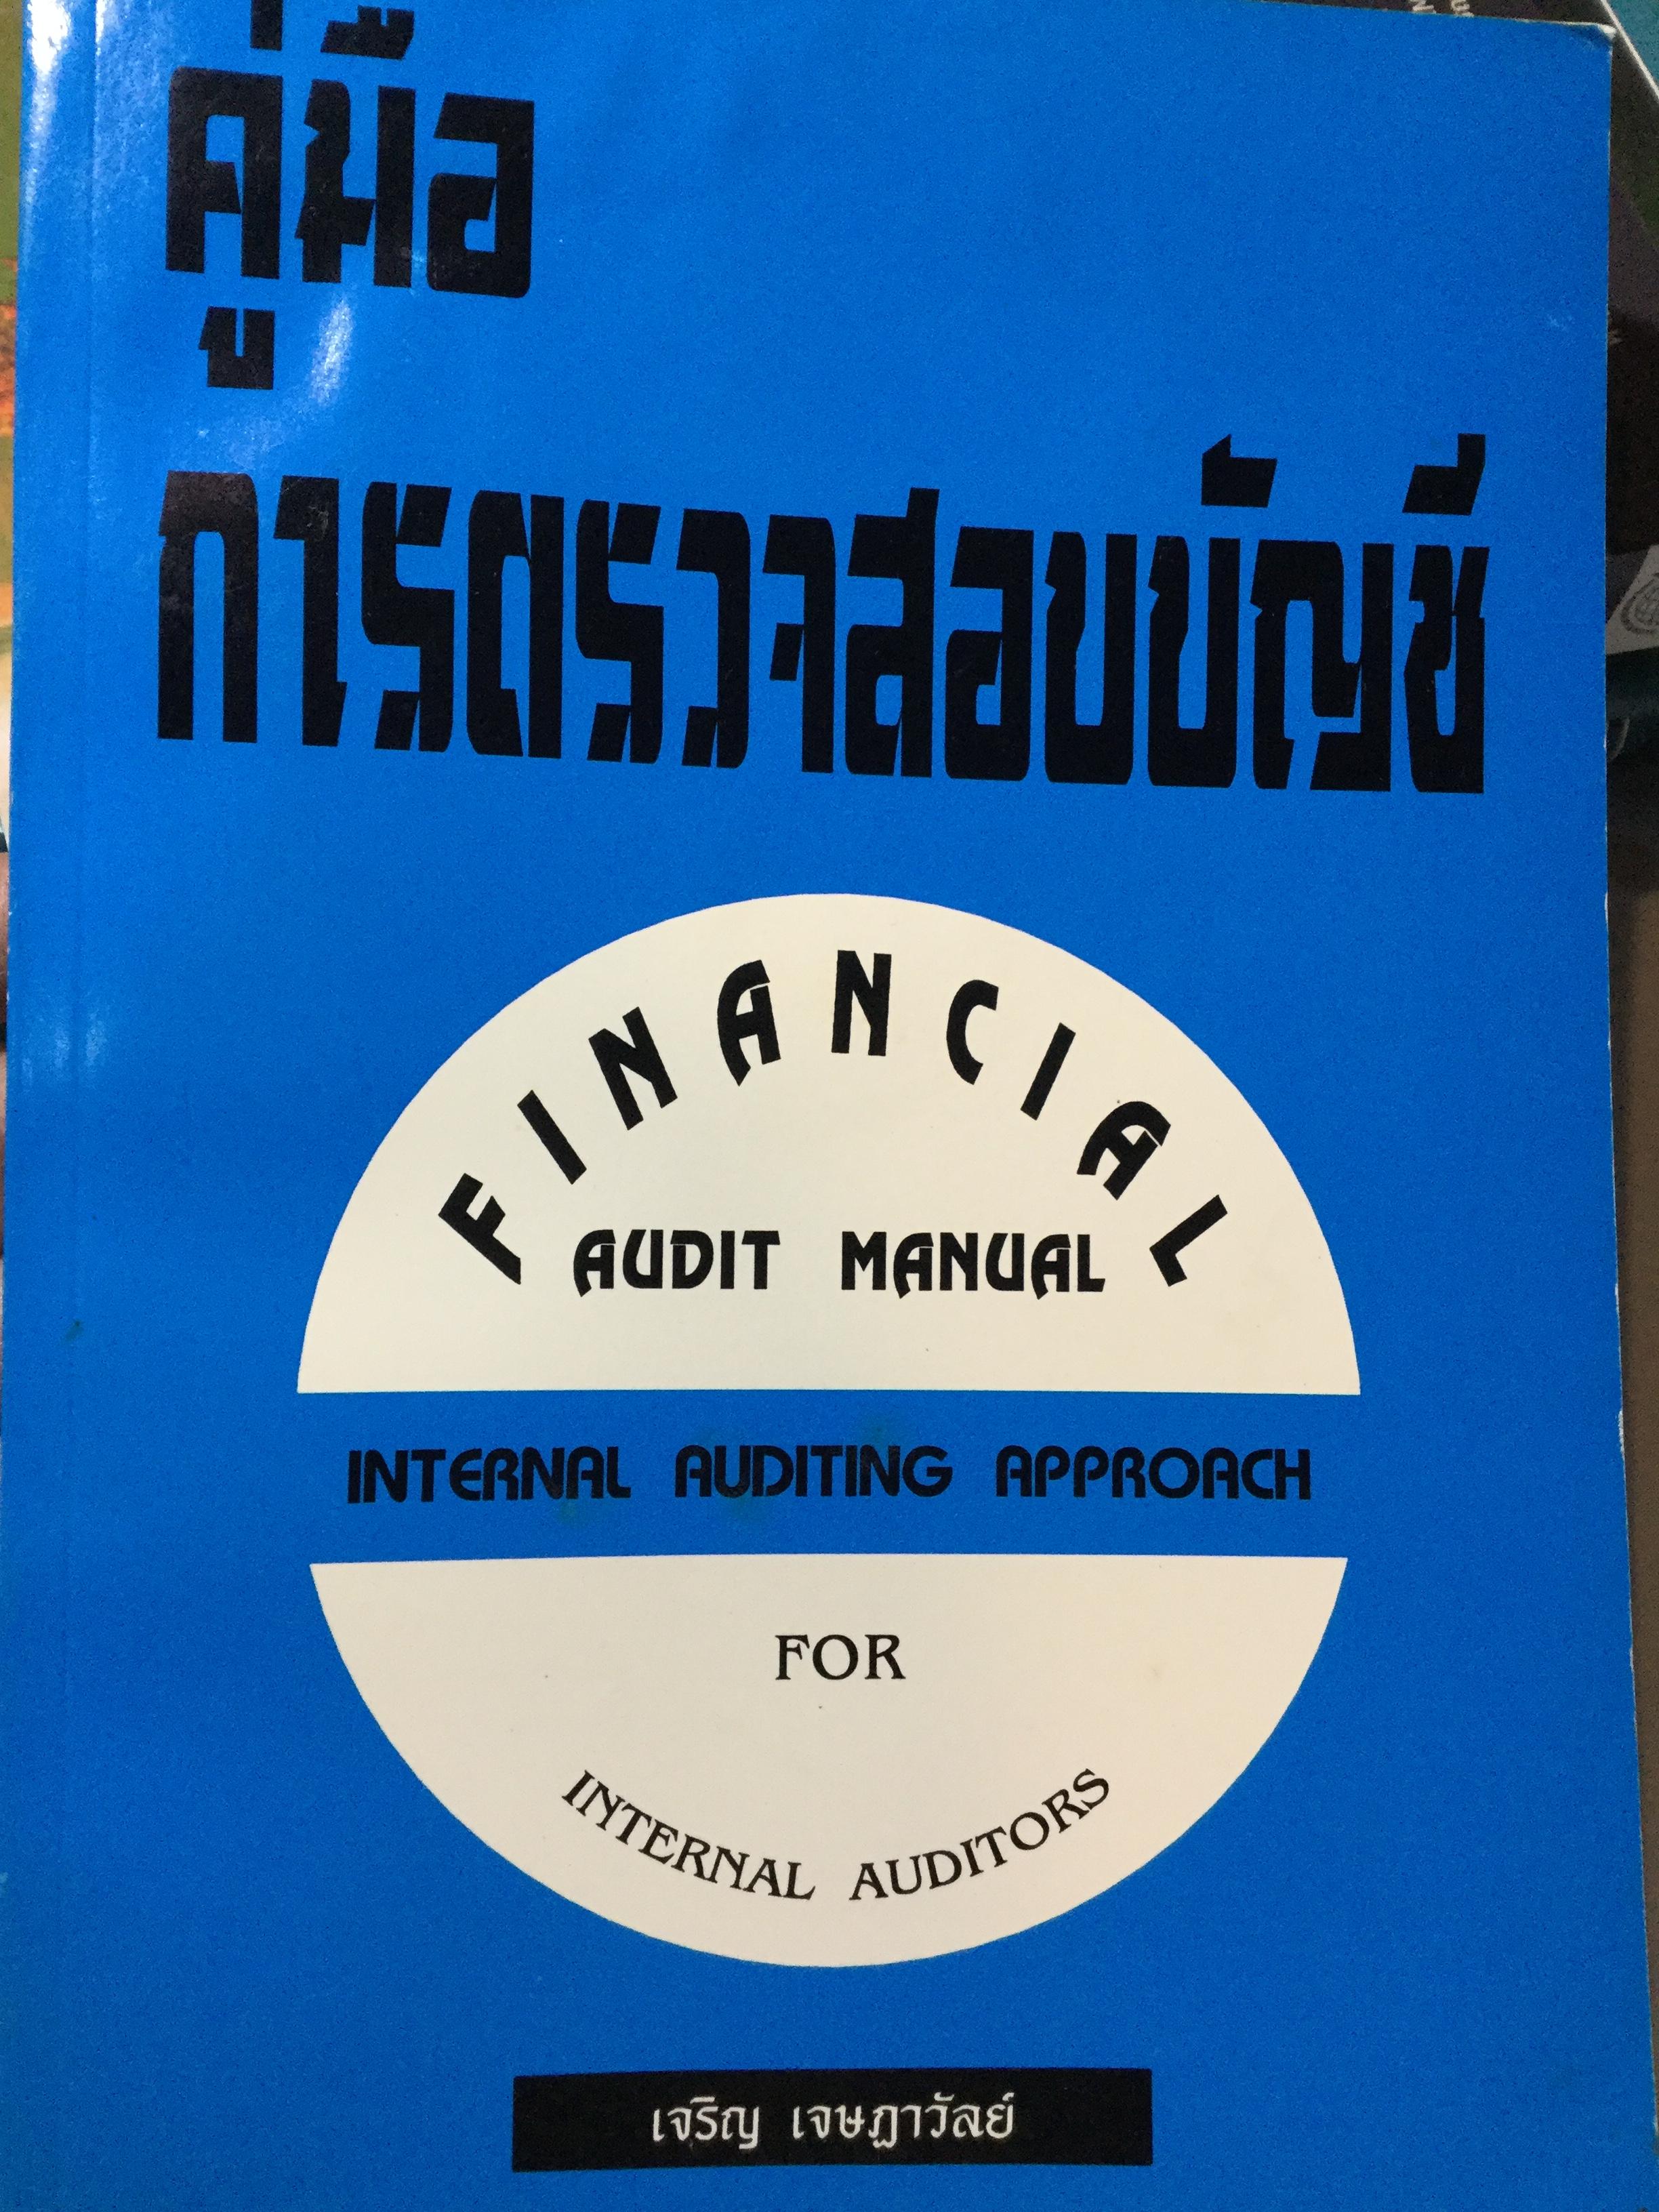 คู่มือ
การตรวจสอบบัญชี
FINANCIAL
AUDIT MANUAL
INTERNAL AUDITING APPROACH
FOR
INTERNAL AUDITORS
เจริญ เจษฎาวัลย์